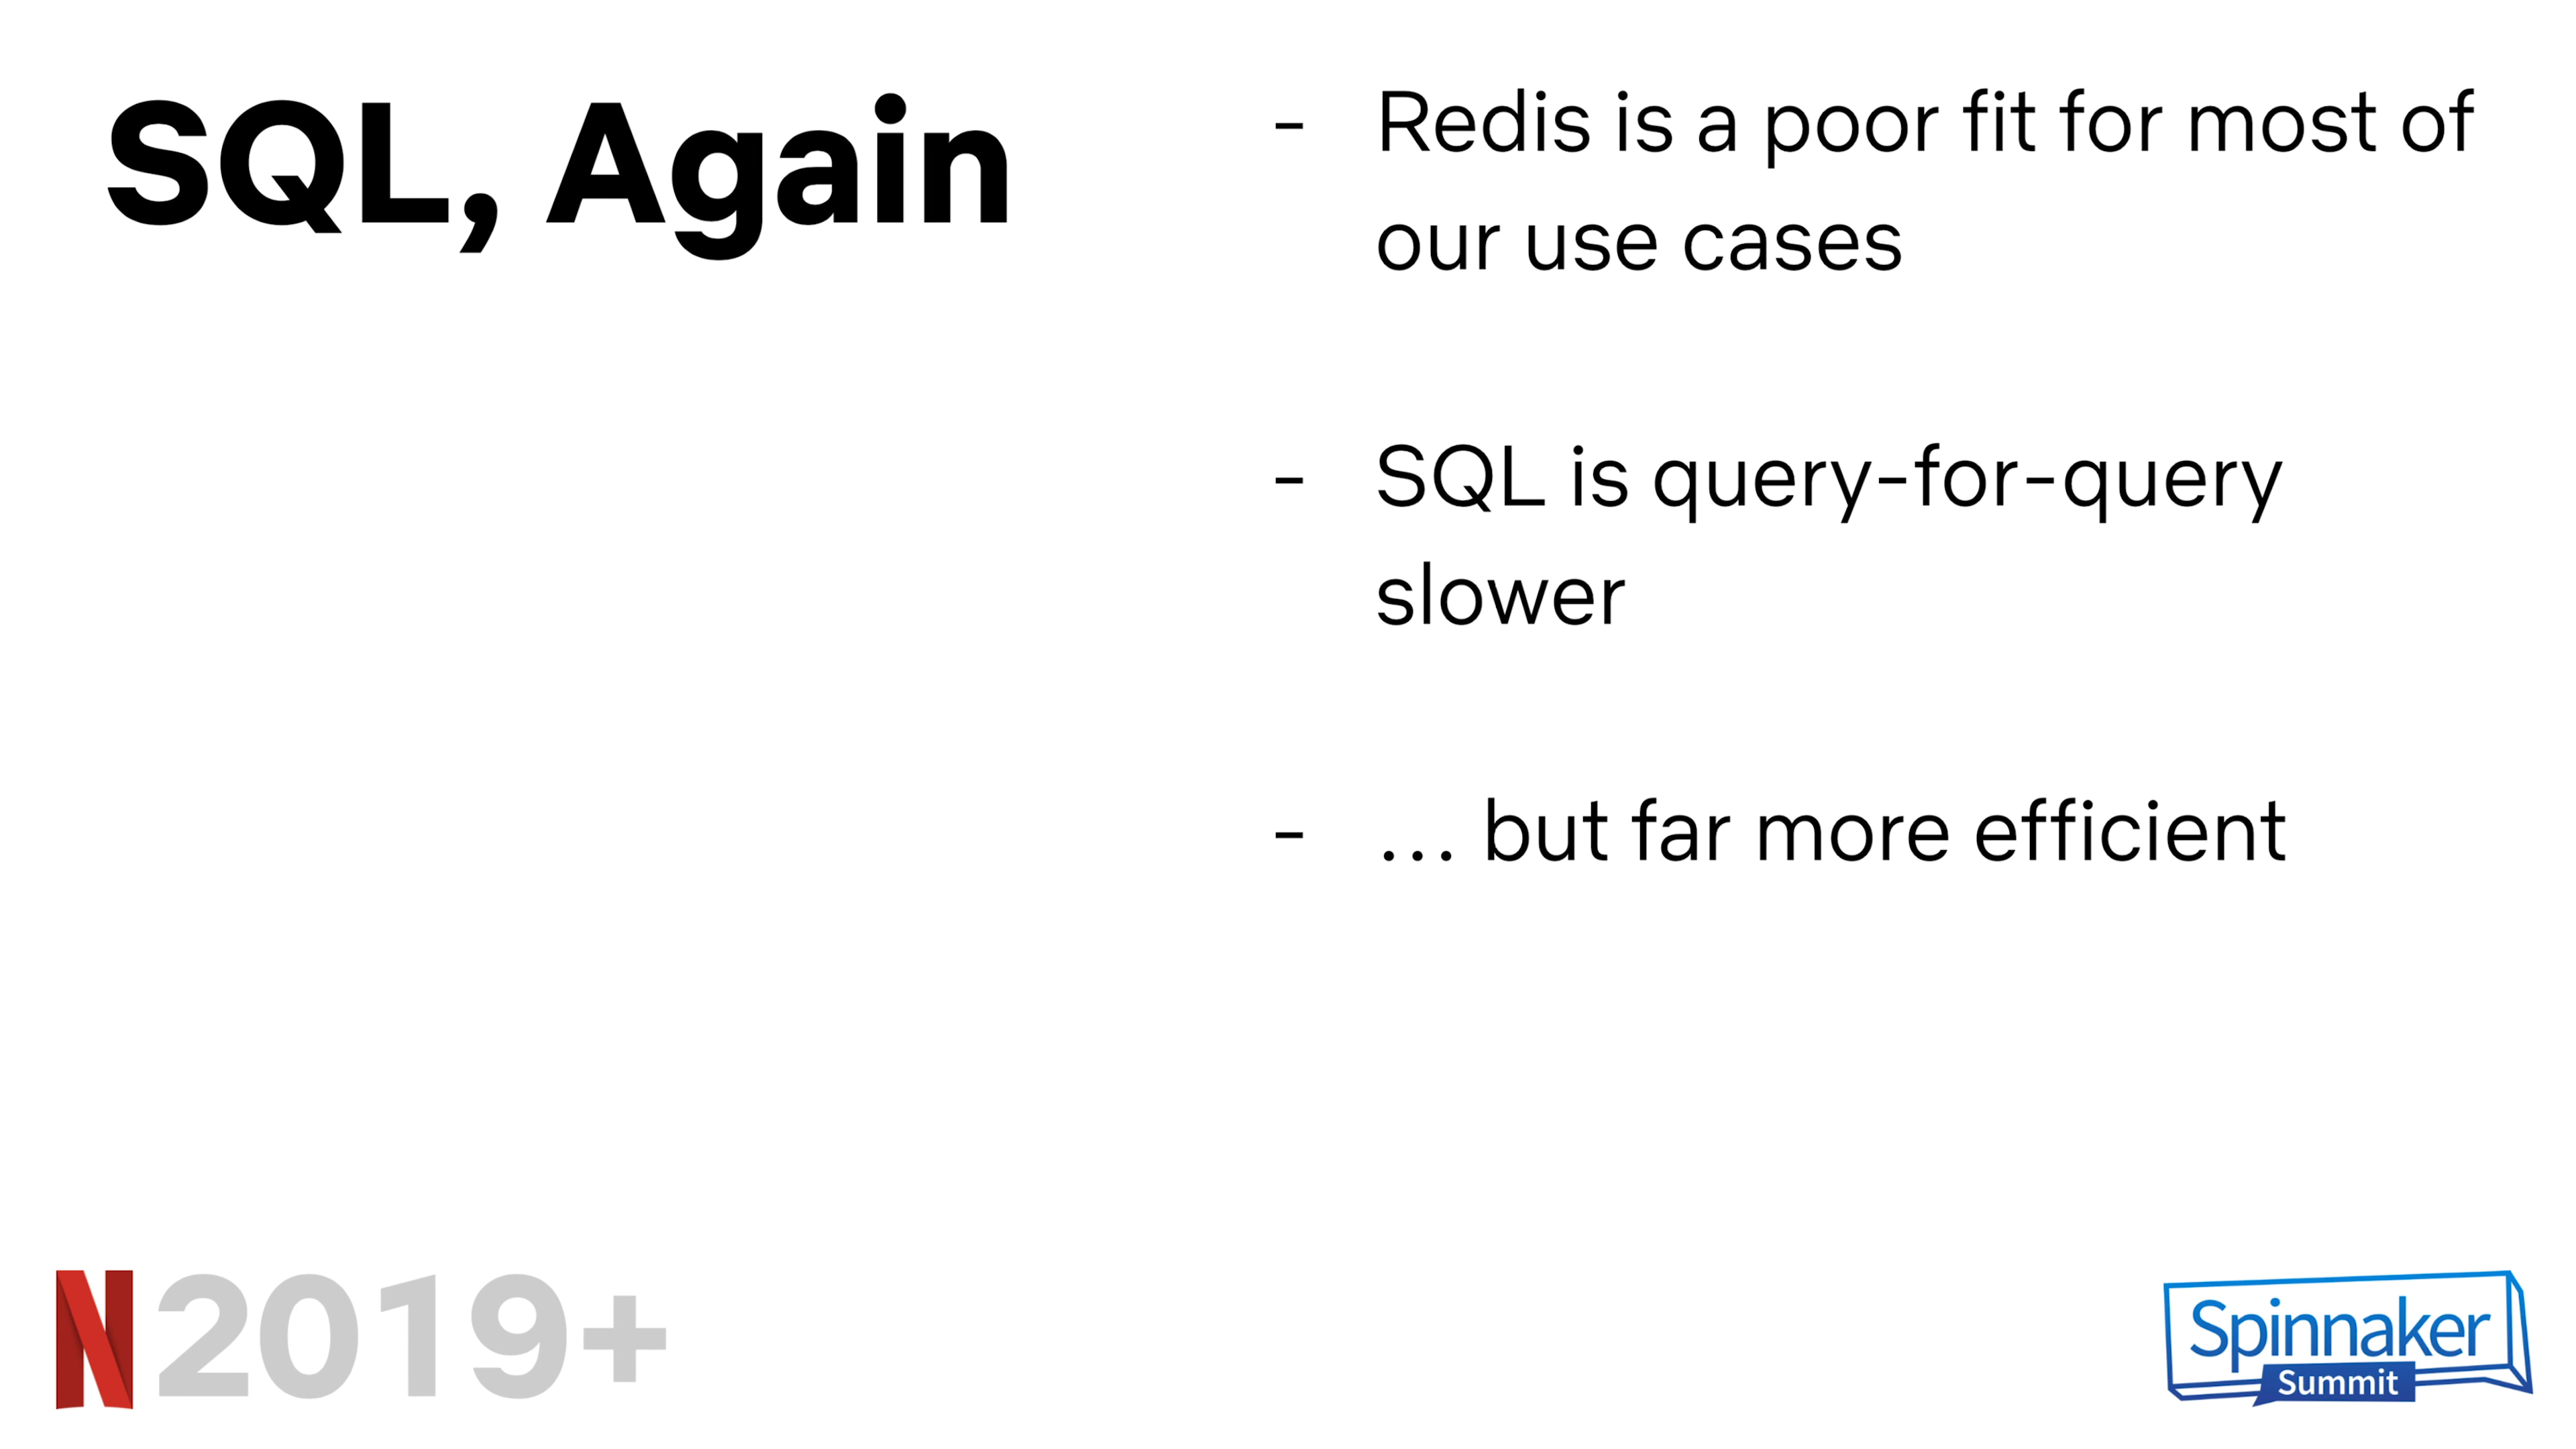 SQL, Again
- Redis is a poor fit for most of
our use cases
- SQL is query-for-query
slower
- ... but far more efficient
N2019+
Spinnaker
Summit